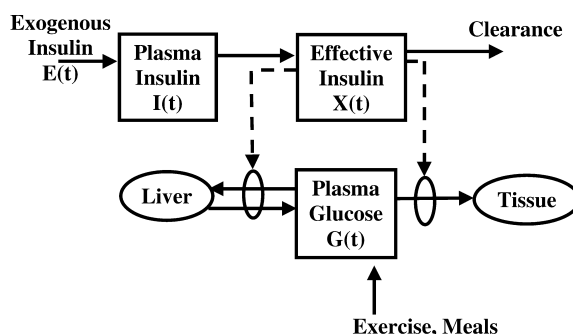 Exogenous
Insulin
E(t)
Plasma
Insulin
I(t)
Effective
Insulin
X(t)
Clearance
Liver
Plasma
Glucose
G(t)
Tissue
Exercise, Meals